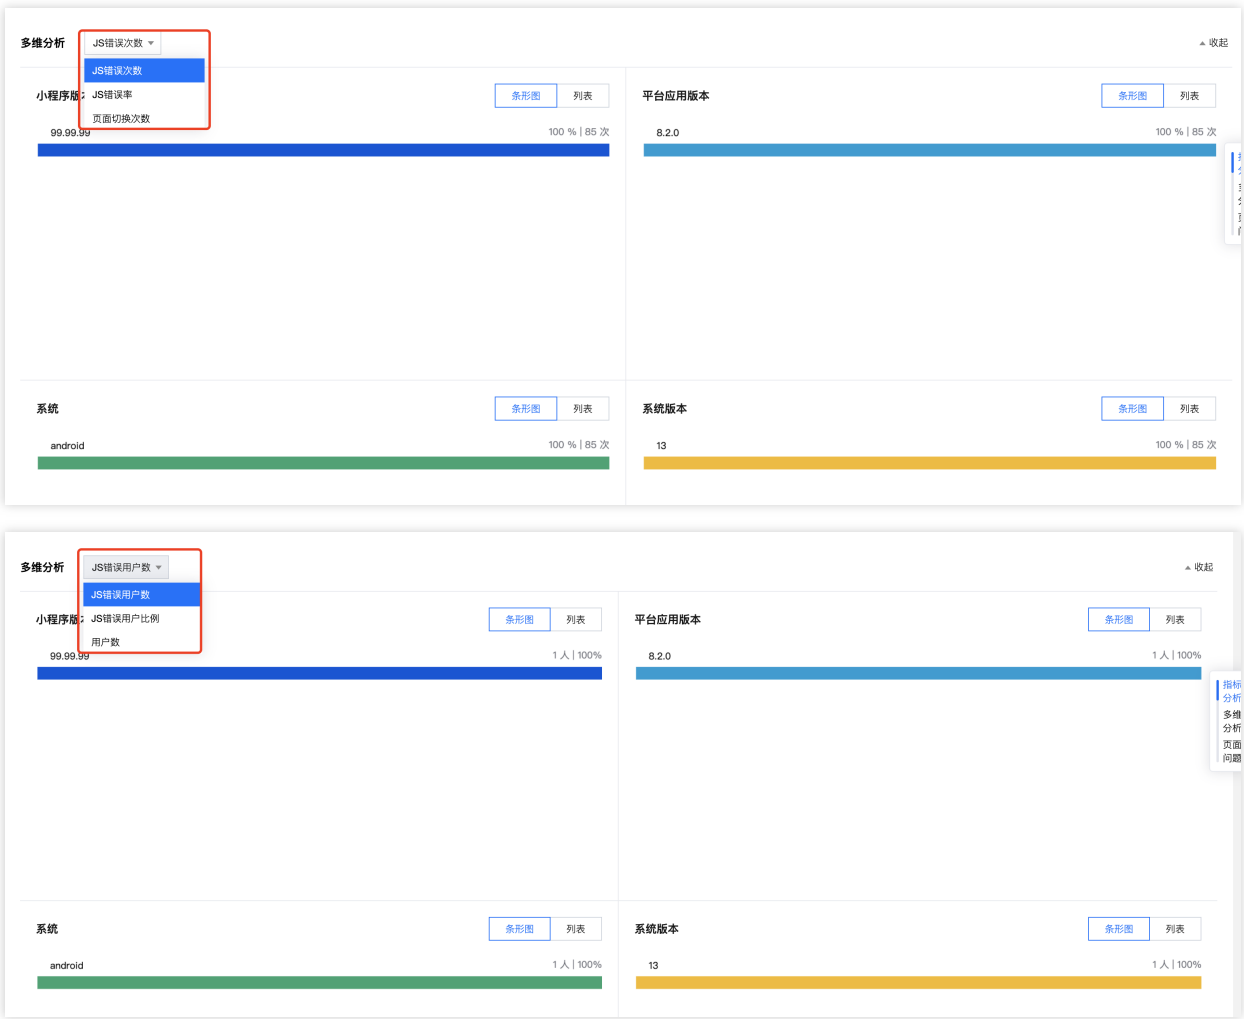 多维分析 JS错误次数 收起
JS错误次数
小程序版 JS错误率 条形图 列表 平台应用版本 条形图 列表
页面切换次数
99.99.99 100 % | 85 次 8.2.0 100 % | 85 次
系统 条形图 列表 系统版本 条形图 列表
android 100 % | 85 次 13 100 % | 85 次
多维分析 JS错误用户数 收起
JS错误用户数
小程序版 JS错误用户比例 条形图 列表 平台应用版本 条形图 列表
用户数
99.99.99 1 人 | 100% 8.2.0 1 人 | 100%
指标
分析
多维
分析
页面
问题
系统 条形图 列表 系统版本 条形图 列表
android 1 人 | 100% 13 1 人 | 100%